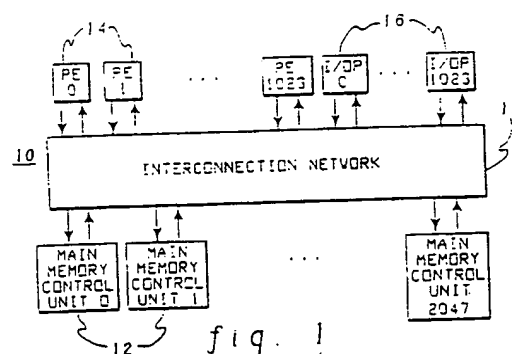 14
16
PE
0
PE
1
. . .
PE
1023
I/OP
0
. . .
I/OP
1023
10
1
INTERCONNECTION NETWORK
MAIN
MEMORY
CONTROL
UNIT 0
MAIN
MEMORY
CONTROL
UNIT 1
. . .
MAIN
MEMORY
CONTROL
UNIT
2047
12
fig. 1